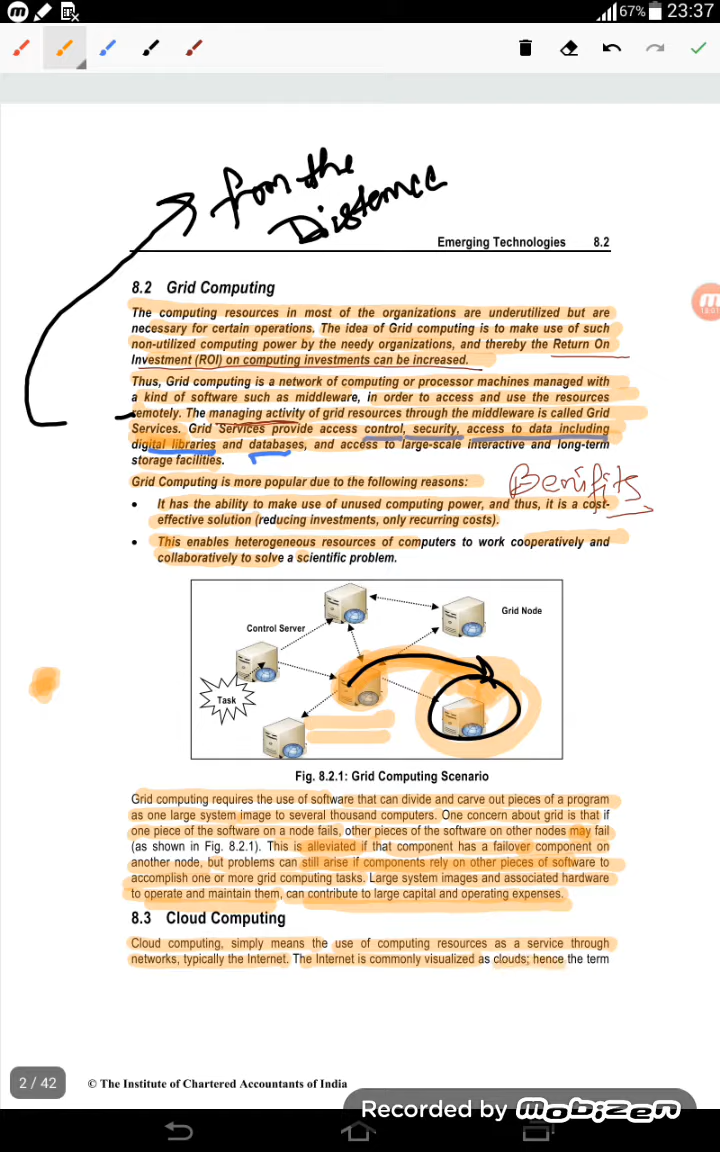 67% 23:37
from the
Distance
Emerging Technologies 8.2
8.2 Grid Computing
The computing resources in most of the organizations are underutilized but are
necessary for certain operations. The idea of Grid computing is to make use of such
non-utilized computing power by the needy organizations, and thereby the Return On
Investment (ROI) on computing investments can be increased.
Thus, Grid computing is a network of computing or processor machines managed with
a kind of software such as middleware, in order to access and use the resources
remotely. The managing activity of grid resources through the middleware is called Grid
Services. Grid Services provide access control, security, access to data including
digital libraries and databases, and access to large-scale interactive and long-term
storage facilities.
Grid Computing is more popular due to the following reasons:
Benifits
• It has the ability to make use of unused computing power, and thus, it is a cost-
effective solution (reducing investments, only recurring costs).
• This enables heterogeneous resources of computers to work cooperatively and
collaboratively to solve a scientific problem.
Grid Node
Control Server
Task
Fig. 8.2.1: Grid Computing Scenario
Grid computing requires the use of software that can divide and carve out pieces of a program
as one large system image to several thousand computers. One concern about grid is that if
one piece of the software on a node fails, other pieces of the software on other nodes may fail
(as shown in Fig. 8.2.1). This is alleviated if that component has a failover component on
another node, but problems can still arise if components rely on other pieces of software to
accomplish one or more grid computing tasks. Large system images and associated hardware
to operate and maintain them, can contribute to large capital and operating expenses.
8.3 Cloud Computing
Cloud computing, simply means the use of computing resources as a service through
networks, typically the Internet. The Internet is commonly visualized as clouds; hence the term
2 / 42
© The Institute of Chartered Accountants of India
Recorded by mobizen